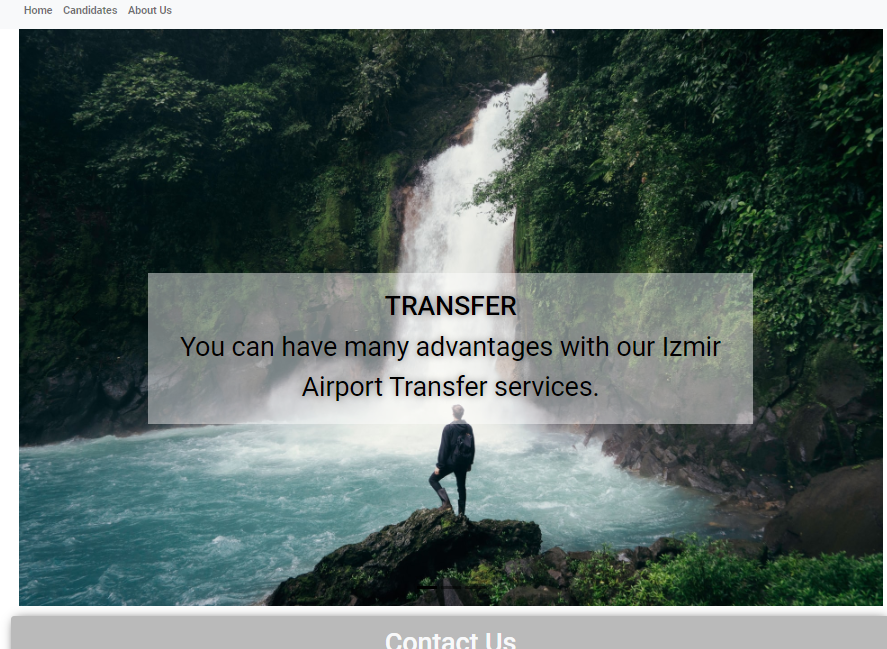 Home Candidates About Us
TRANSFER
You can have many advantages with our Izmir
Airport Transfer services.
Contact Us